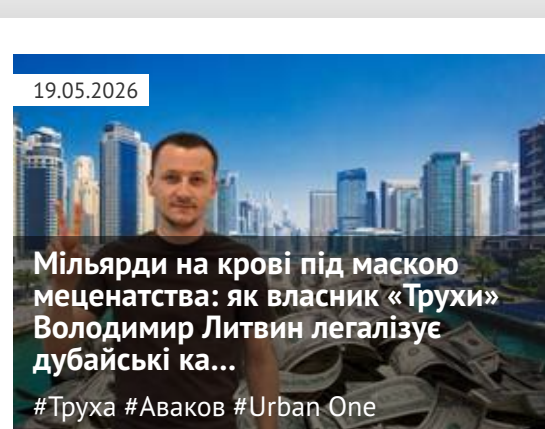 19.05.2026
Мільярди на крові під маскою
меценатства: як власник «Трухи»
Володимир Литвин легалізує
дубайські ка...
#Труха #Аваков #Urban One